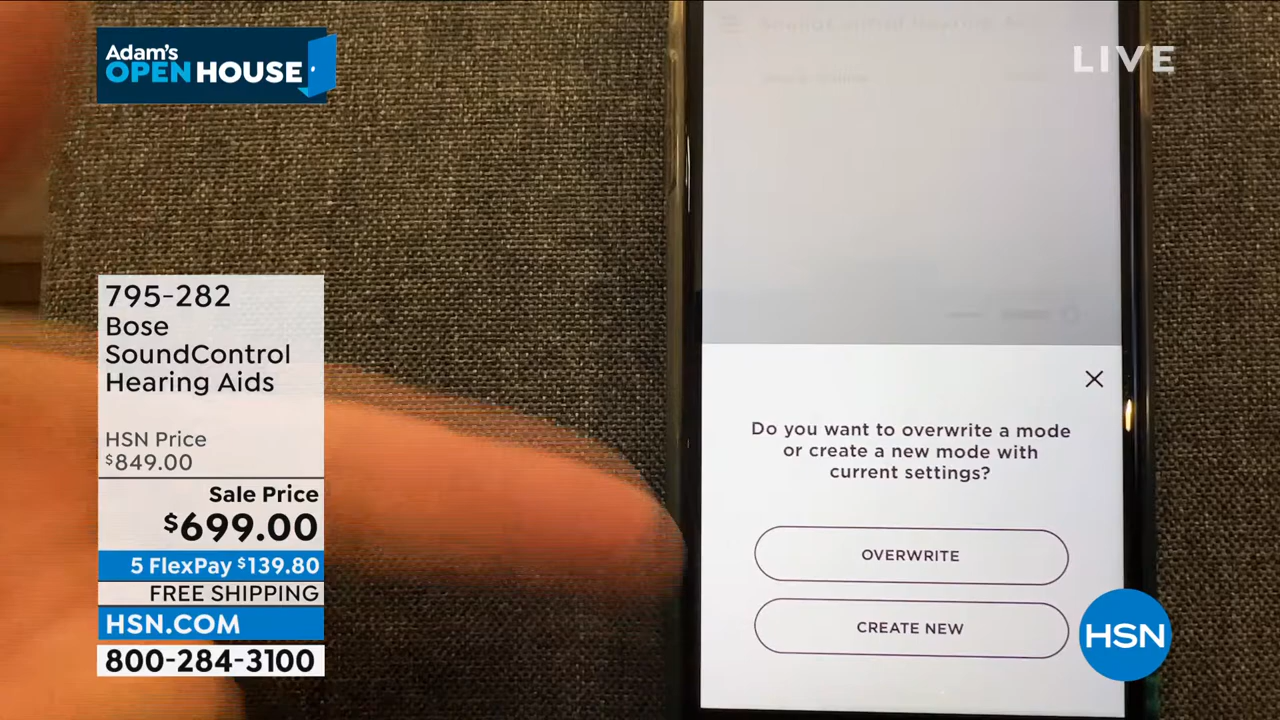 Adam's
OPEN HOUSE
LIVE
795-282
Bose
SoundControl
Hearing Aids
HSN Price
$849.00
Sale Price
$699.00
5 FlexPay $139.80
FREE SHIPPING
HSN.COM
800-284-3100
Do you want to overwrite a mode
or create a new mode with
current settings?
OVERWRITE
CREATE NEW
HSN